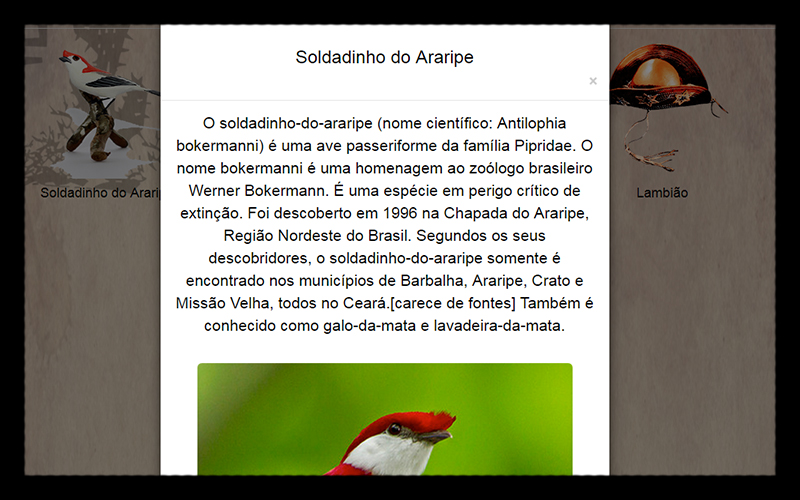 Soldadinho do Araripe
×
O soldadinho-do-araripe (nome científico: Antilophia
bokermanni) é uma ave passeriforme da família Pipridae. O
nome bokermanni é uma homenagem ao zoólogo brasileiro
Werner Bokermann. É uma espécie em perigo crítico de
extinção. Foi descoberto em 1996 na Chapada do Araripe,
Região Nordeste do Brasil. Segundos os seus
descobridores, o soldadinho-do-araripe somente é
encontrado nos municípios de Barbalha, Araripe, Crato e
Missão Velha, todos no Ceará.[carece de fontes] Também é
conhecido como galo-da-mata e lavadeira-da-mata.
Soldadinho do Ararip
Lambião